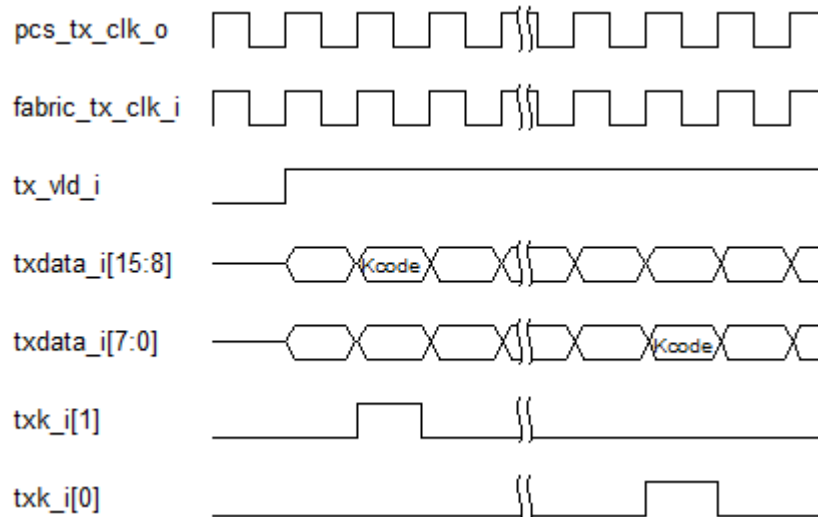 pcs_tx_clk_o
fabric_tx_clk_i
tx_vld_i
txdata_i[15:8]
Kcode
txdata_i[7:0]
Kcode
txk_i[1]
txk_i[0]